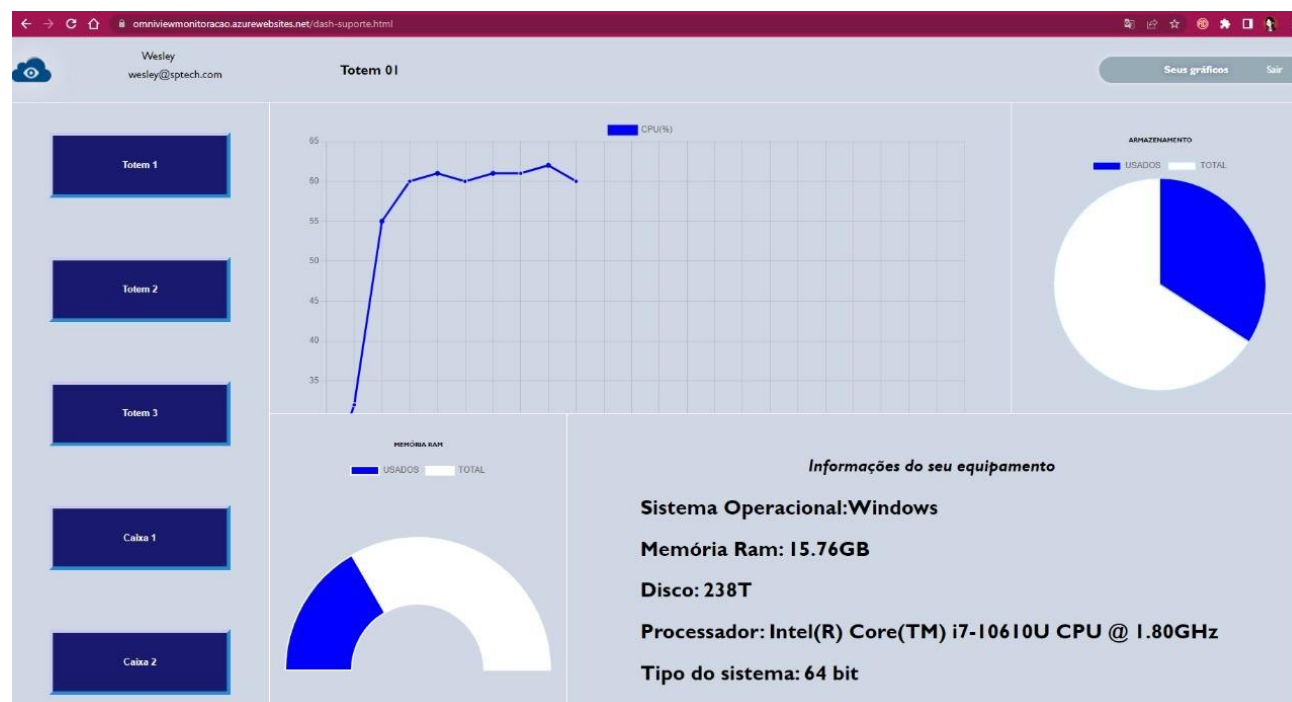 omniviewmonitoracao.azurewebsites.net/dash-suporte.html
Wesley
wesley@sptech.com
Totem 01
Seus gráficos
Sair
Totem 1
Totem 2
Totem 3
Caixa 1
Caixa 2
CPU(%)
65
60
55
50
45
40
35
ARMAZENAMENTO
USADOS
TOTAL
MEMÓRIA RAM
USADOS
TOTAL
Informações do seu equipamento
Sistema Operacional:Windows
Memória Ram: 15.76GB
Disco: 238T
Processador: Intel(R) Core(TM) i7-10610U CPU @ 1.80GHz
Tipo do sistema: 64 bit